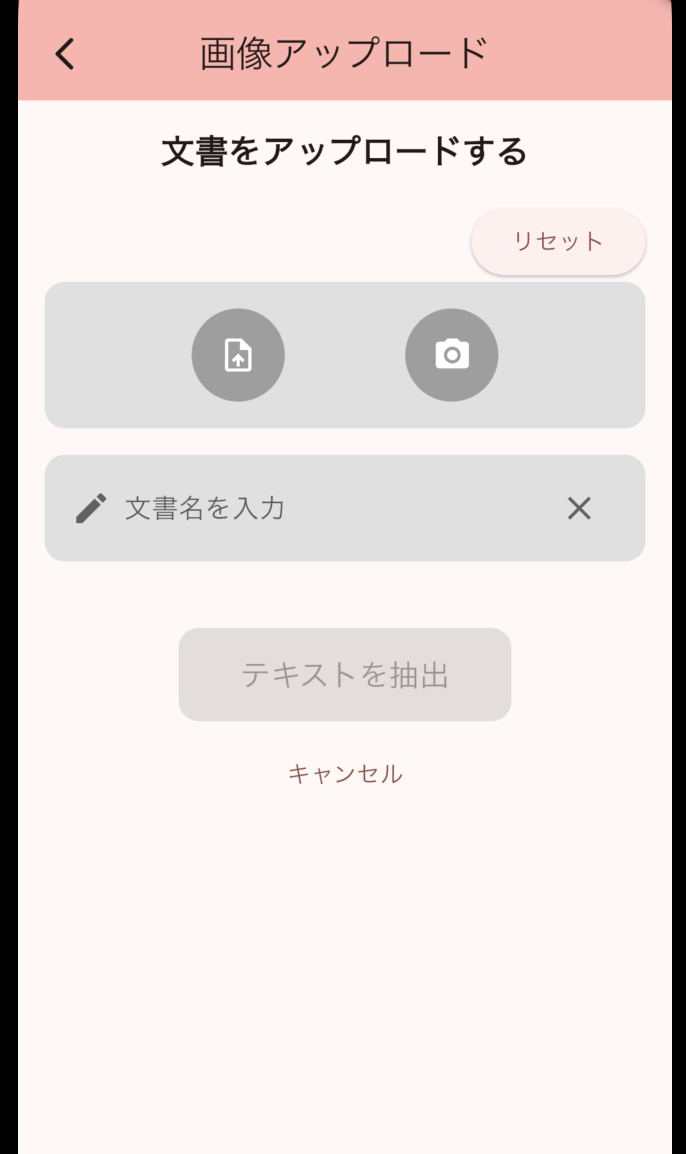 画像アップロード
文書をアップロードする
リセット
文書名を入力
テキストを抽出
キャンセル